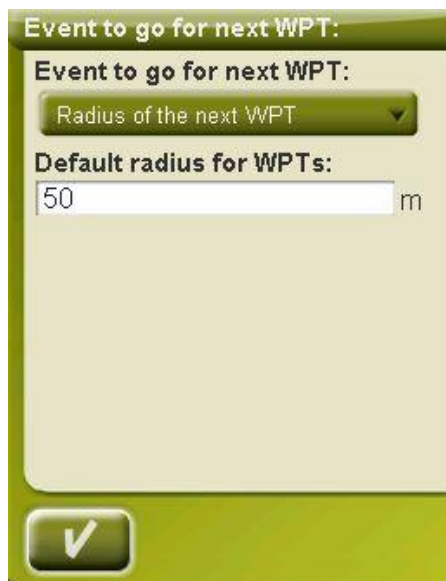 Event to go for next WPT:
Event to go for next WPT:
Radius of the next WPT
Default radius for WPTs:
50 m